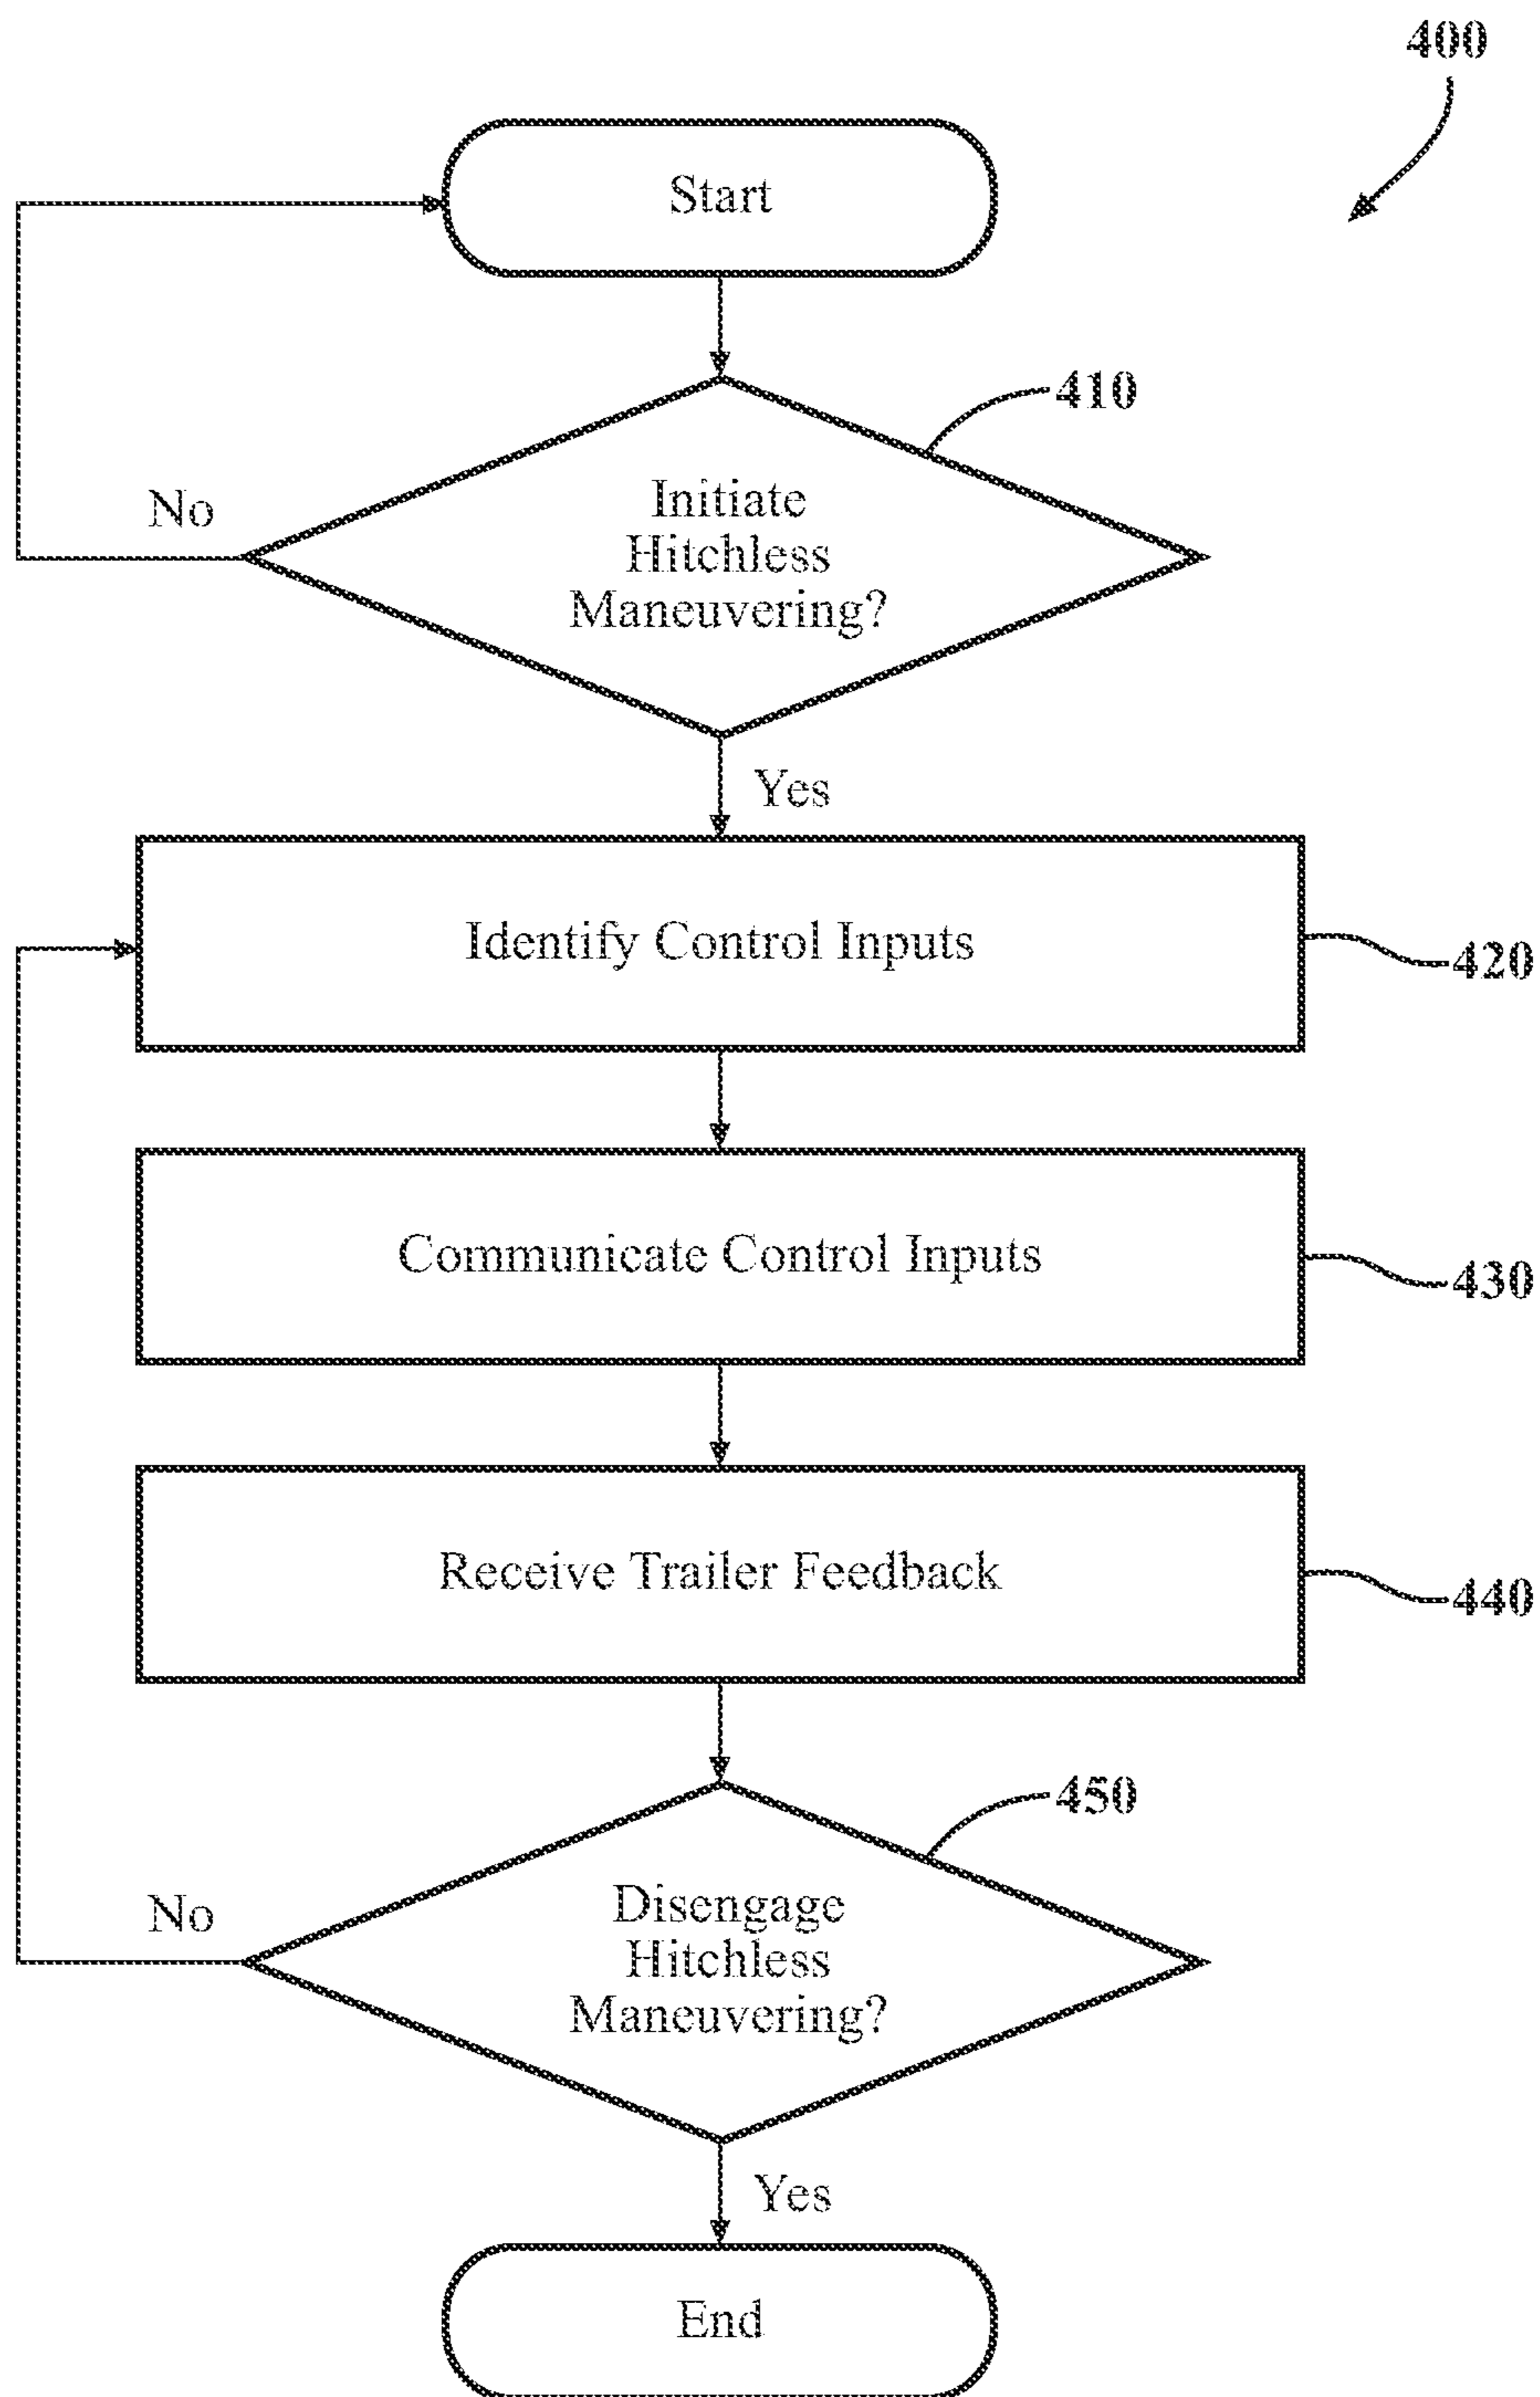 400
Start
410
Initiate
Hitchless
Maneuvering?
No
Yes
Identify Control Inputs
420
Communicate Control Inputs
430
Receive Trailer Feedback
440
450
Disengage
Hitchless
Maneuvering?
No
Yes
End